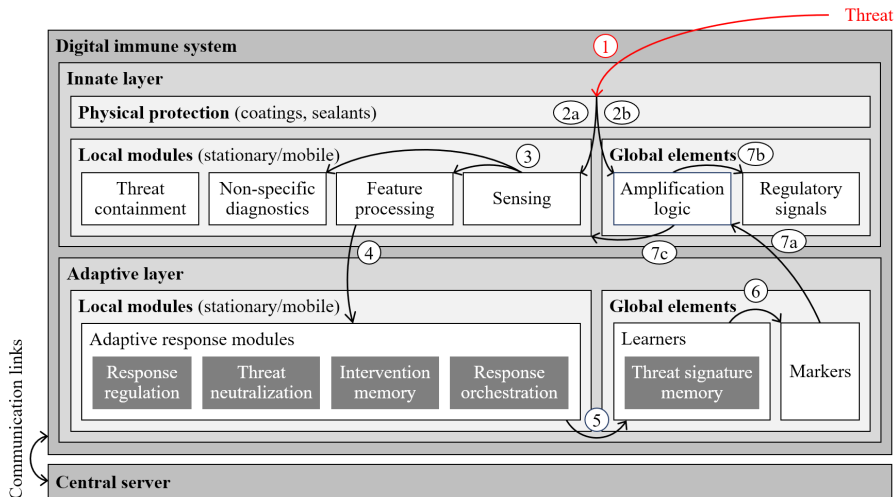 Threat
1
Digital immune system
Innate layer
Physical protection (coatings, sealants)
2a
2b
Local modules (stationary/mobile)
3
Global elements
7b
Threat
containment
Non-specific
diagnostics
Feature
processing
Sensing
Amplification
logic
Regulatory
signals
4
7c
7a
Adaptive layer
Local modules (stationary/mobile)
Global elements
6
Adaptive response modules
Response
regulation
Threat
neutralization
Intervention
memory
Response
orchestration
Learners
Threat signature
memory
Markers
5
Communication links
Central server